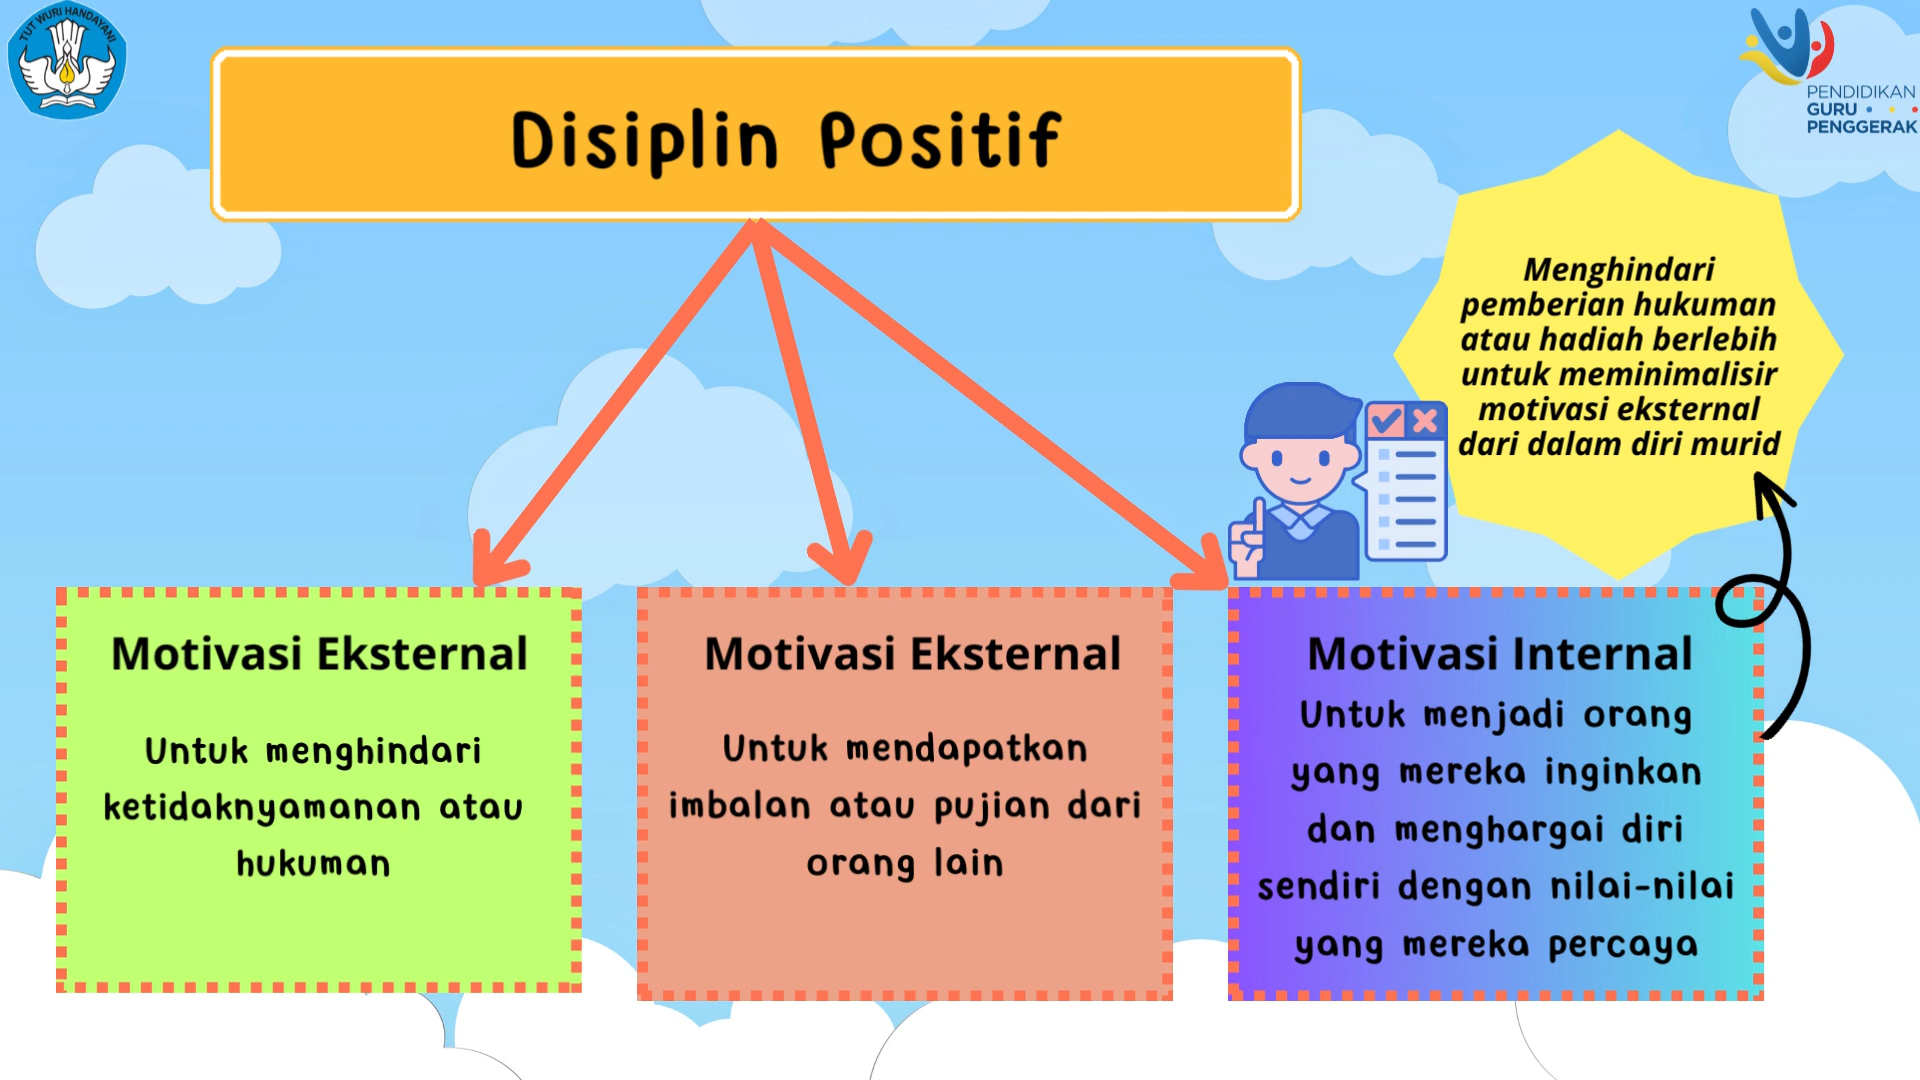 TUT WURI HANDAYANI
PENDIDIKAN
GURU
PENGGERAK
Disiplin Positif
Menghindari
pemberian hukuman
atau hadiah berlebih
untuk meminimalisir
motivasi eksternal
dari dalam diri murid
Motivasi Eksternal
Untuk menghindari
ketidaknyamanan atau
hukuman
Motivasi Eksternal
Untuk mendapatkan
imbalan atau pujian dari
orang lain
Motivasi Internal
Untuk menjadi orang
yang mereka inginkan
dan menghargai diri
sendiri dengan nilai-nilai
yang mereka percaya